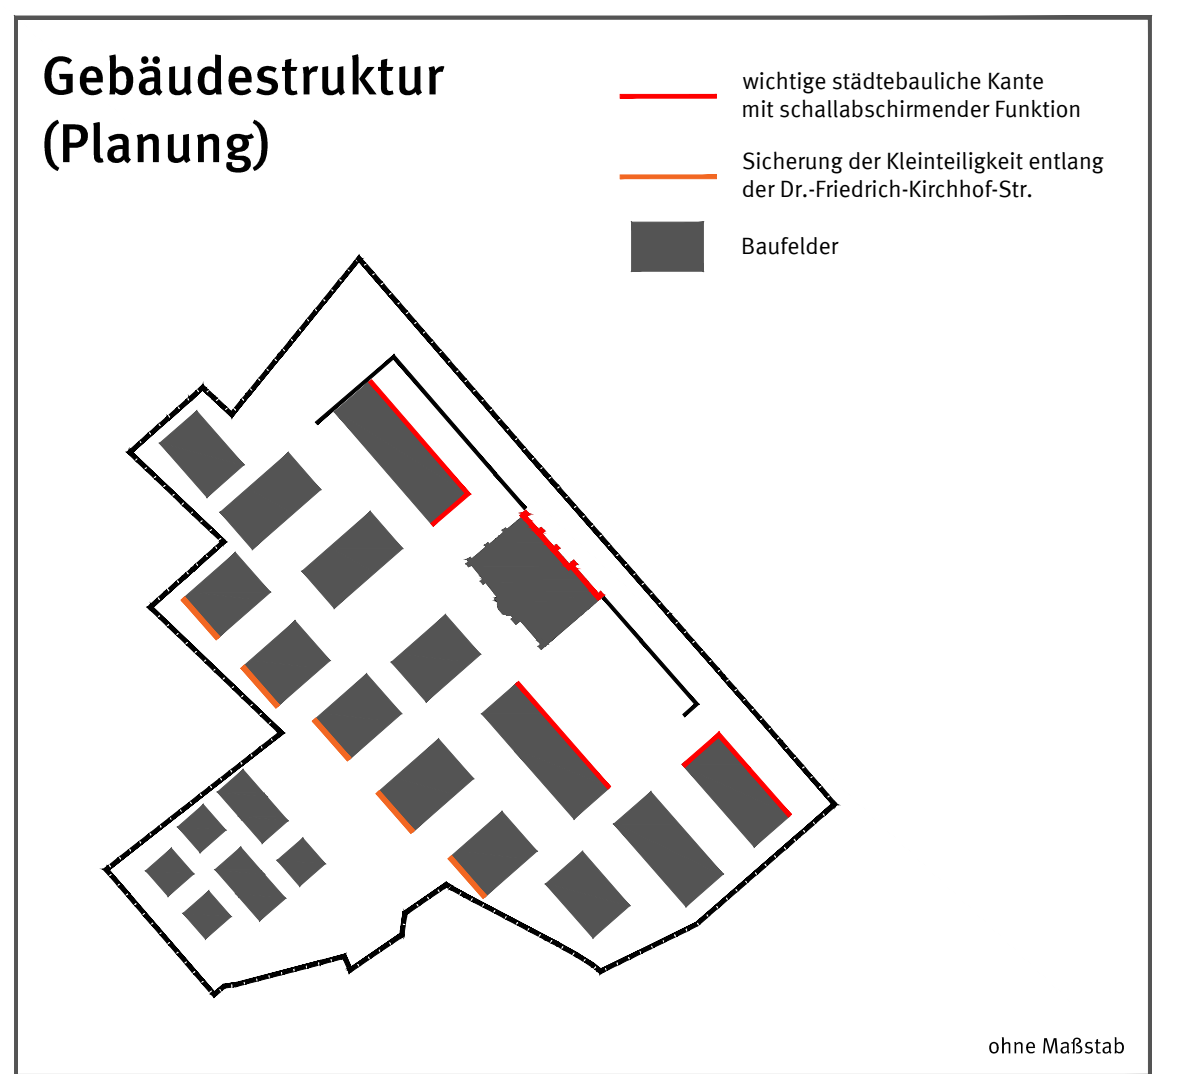 Gebäudestruktur
(Planung)
wichtige städtebauliche Kante
mit schallabschirmender Funktion
Sicherung der Kleinteiligkeit entlang
der Dr.-Friedrich-Kirchhof-Str.
Baufelder
ohne Maßstab